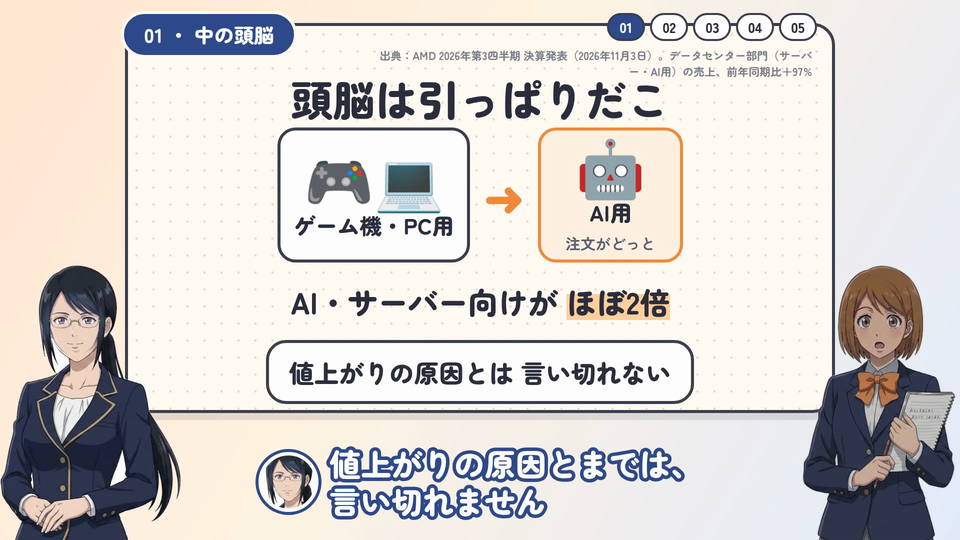 01 ・ 中の頭脳
01 02 03 04 05
出典：AMD 2026年第3四半期 決算発表（2026年11月3日）。データセンター部門（サーバ
ー・AI用）の売上、前年同期比＋97%
頭脳は引っぱりだこ
ゲーム機・PC用
AI用
注文がどっと
AI・サーバー向けが ほぼ2倍
値上がりの原因とは 言い切れない
値上がりの原因とまでは、
言い切れません